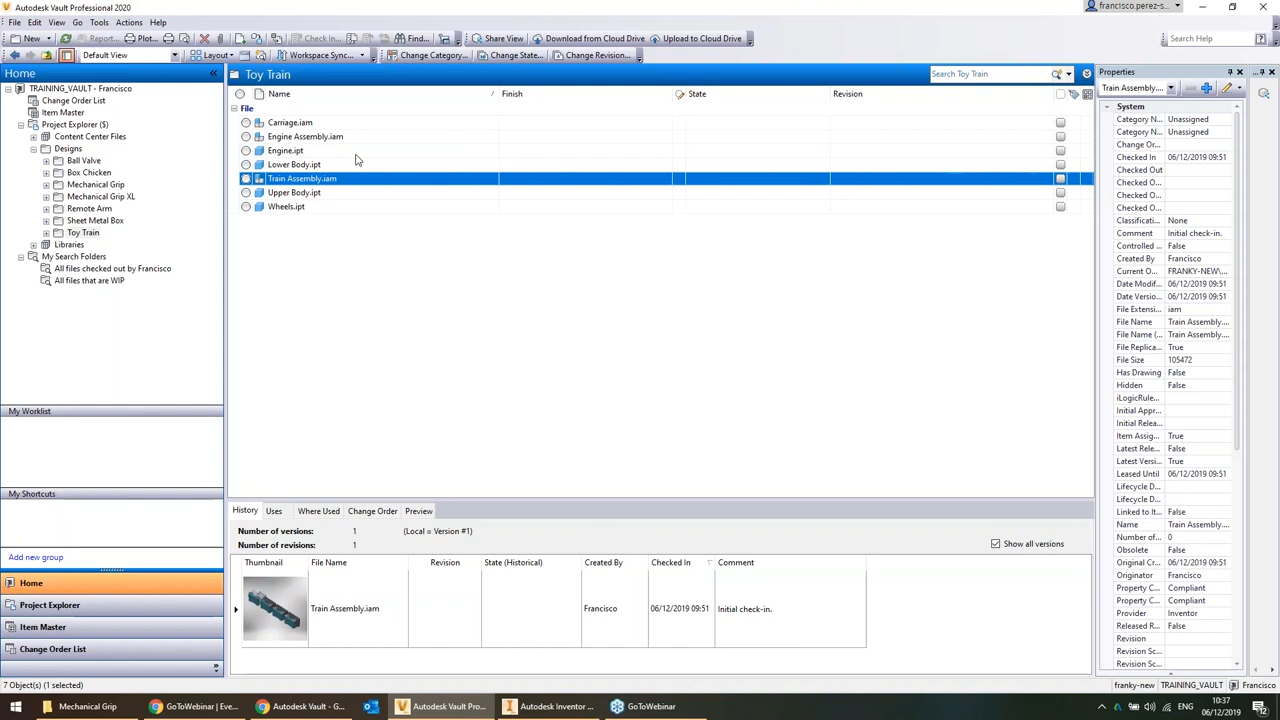 Autodesk Vault Professional 2020
francisco.perez-s...
File Edit View Go Tools Actions Help
New Report... Plot... Check In... Find... Share View Download from Cloud Drive Upload to Cloud Drive
Search Help
Default View Layout Workspace Sync... Change Category... Change State... Change Revision...
Home
TRAINING_VAULT - Francisco
Change Order List
Item Master
Project Explorer ($)
Content Center Files
Designs
Ball Valve
Box Chicken
Mechanical Grip
Mechanical Grip XL
Remote Arm
Sheet Metal Box
Toy Train
Libraries
My Search Folders
All files checked out by Francisco
All files that are WIP
My Worklist
My Shortcuts
Add new group
Home
Project Explorer
Item Master
Change Order List
Toy Train
Search Toy Train
Name Finish State Revision
File
Carriage.iam
Engine Assembly.iam
Engine.ipt
Lower Body.ipt
Train Assembly.iam
Upper Body.ipt
Wheels.ipt
History Uses Where Used Change Order Preview
Number of versions: 1 (Local = Version #1)
Number of revisions: 1
Show all versions
Thumbnail File Name Revision State (Historical) Created By Checked In Comment
Train Assembly.iam Francisco 06/12/2019 09:51 Initial check-in.
Properties
Train Assembly....
System
Category N... Unassigned
Category N... Unassigned
Change Or...
Checked In 06/12/2019 09:51
Checked Out
Checked O...
Checked O...
Checked O...
Classificati... None
Comment Initial check-in.
Controlled ... False
Created By Francisco
Current O... FRANKY-NEW\...
Date Modif... 06/12/2019 09:51
Date Versio... 06/12/2019 09:51
File Extensi... iam
File Name Train Assembly....
File Name (... Train Assembly....
File Replica... True
File Size 105472
Has Drawing False
Hidden False
iLogicRule...
Initial Appr...
Initial Relea...
Item Assig... True
Latest Rele... False
Latest Versi... True
Leased Until 06/12/2019 09:51
Lifecycle D...
Lifecycle D...
Linked to It... False
Name Train Assembly....
Number of... 0
Obsolete False
Original Cr... 06/12/2019 09:51
Originator Francisco
Property C... Compliant
Property C... Compliant
Provider Inventor
Released R... False
Revision
Revision Sc...
Revision Sc...
7 Object(s) (1 selected)
franky-new TRAINING_VAULT Francisco
Mechanical Grip GoToWebinar | Eve... Autodesk Vault - G... Autodesk Vault Pro... Autodesk Inventor ... GoToWebinar
10:37
06/12/2019